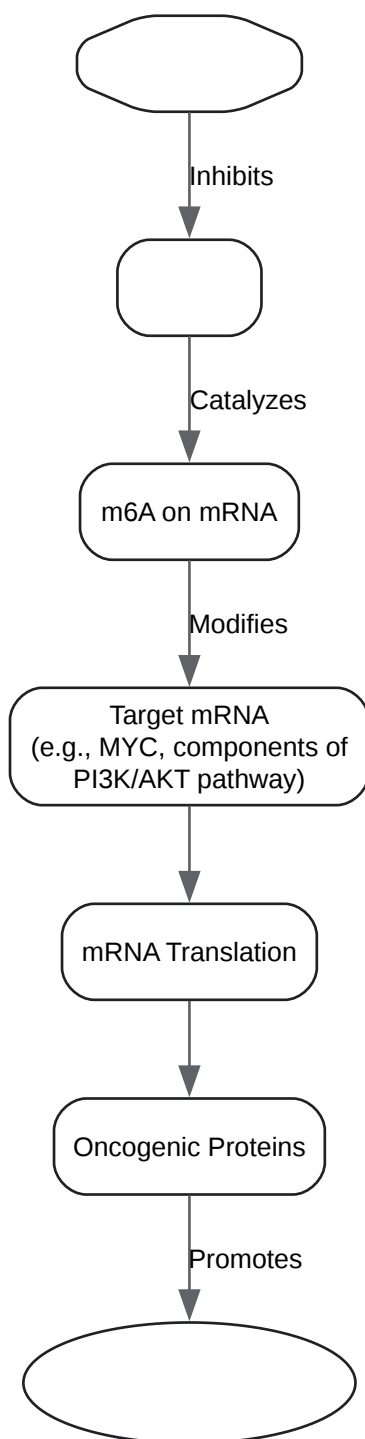 Inhibits
Catalyzes
m6A on mRNA
Modifies
Target mRNA
(e.g., MYC, components of
PI3K/AKT pathway)
mRNA Translation
Oncogenic Proteins
Promotes